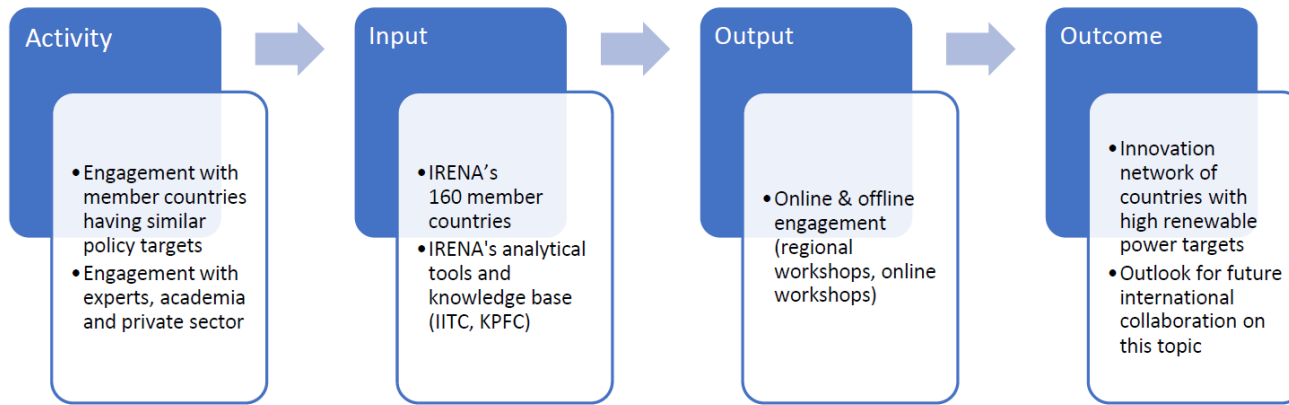 Activity
• Engagement with
member countries
having similar
policy targets
• Engagement with
experts, academia
and private sector
Input
• IRENA’s
160 member
countries
• IRENA's analytical
tools and
knowledge base
(IITC, KPFC)
Output
• Online & offline
engagement
(regional
workshops, online
workshops)
Outcome
• Innovation
network of
countries with
high renewable
power targets
• Outlook for future
international
collaboration on
this topic